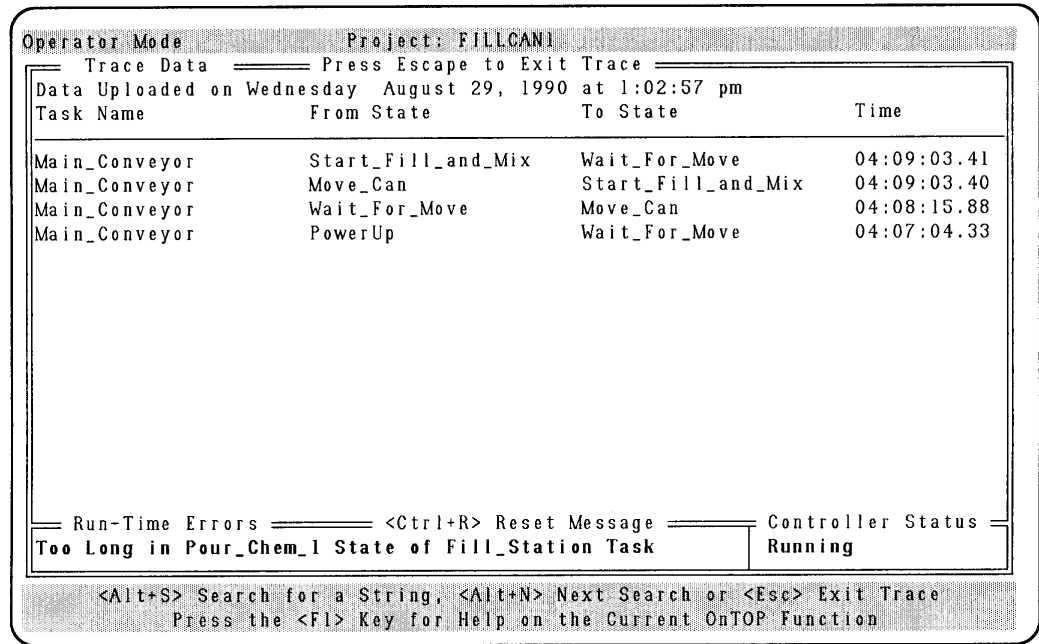 Operator Mode Project: FILLCAN1
Trace Data Press Escape to Exit Trace
Data Uploaded on Wednesday August 29, 1990 at 1:02:57 pm
Task Name From State To State Time
Main_Conveyor Start_Fill_and_Mix Wait_For_Move 04:09:03.41
Main_Conveyor Move_Can Start_Fill_and_Mix 04:09:03.40
Main_Conveyor Wait_For_Move Move_Can 04:08:15.88
Main_Conveyor PowerUp Wait_For_Move 04:07:04.33
Run-Time Errors <Ctrl+R> Reset Message Controller Status
Too Long in Pour_Chem_1 State of Fill_Station Task Running
<Alt+S> Search for a String, <Alt+N> Next Search or <Esc> Exit Trace
Press the <F1> Key for Help on the Current OnTOP Function